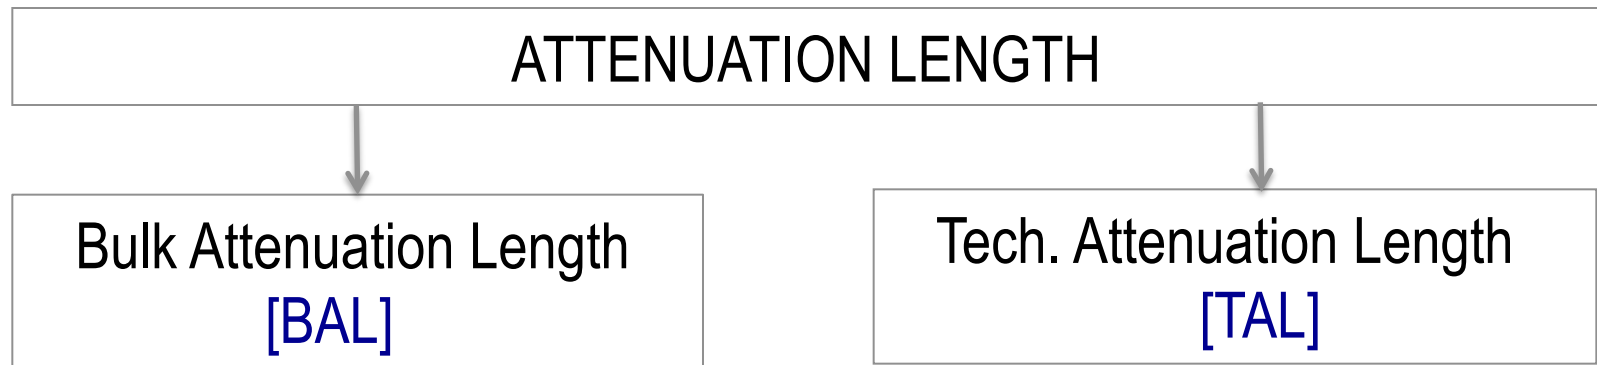 ATTENUATION LENGTH
Bulk Attenuation Length
[BAL]
Tech. Attenuation Length
[TAL]